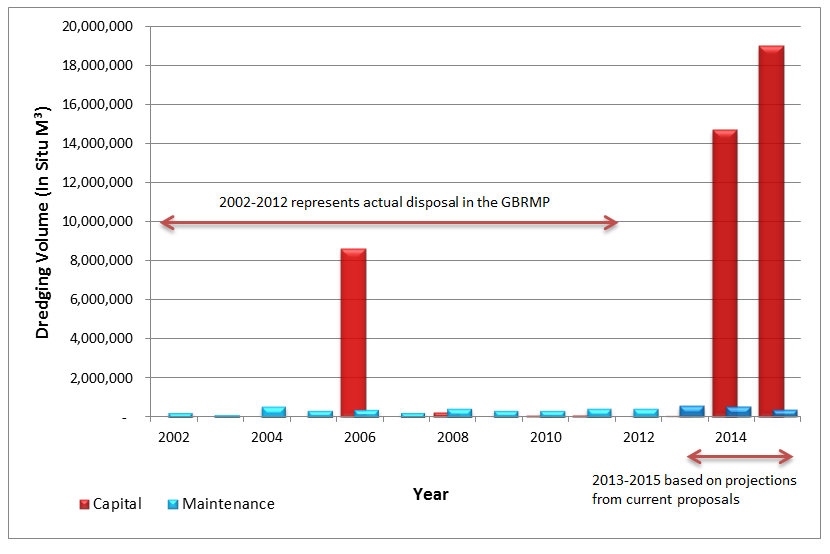 20,000,000
18,000,000
16,000,000
14,000,000
12,000,000
10,000,000
8,000,000
6,000,000
4,000,000
2,000,000
-
Dredging Volume (In Situ M³)
2002-2012 represents actual disposal in the GBRMP
2002 2004 2006 2008 2010 2012 2014
2013-2015 based on projections
from current proposals
Year
Capital Maintenance